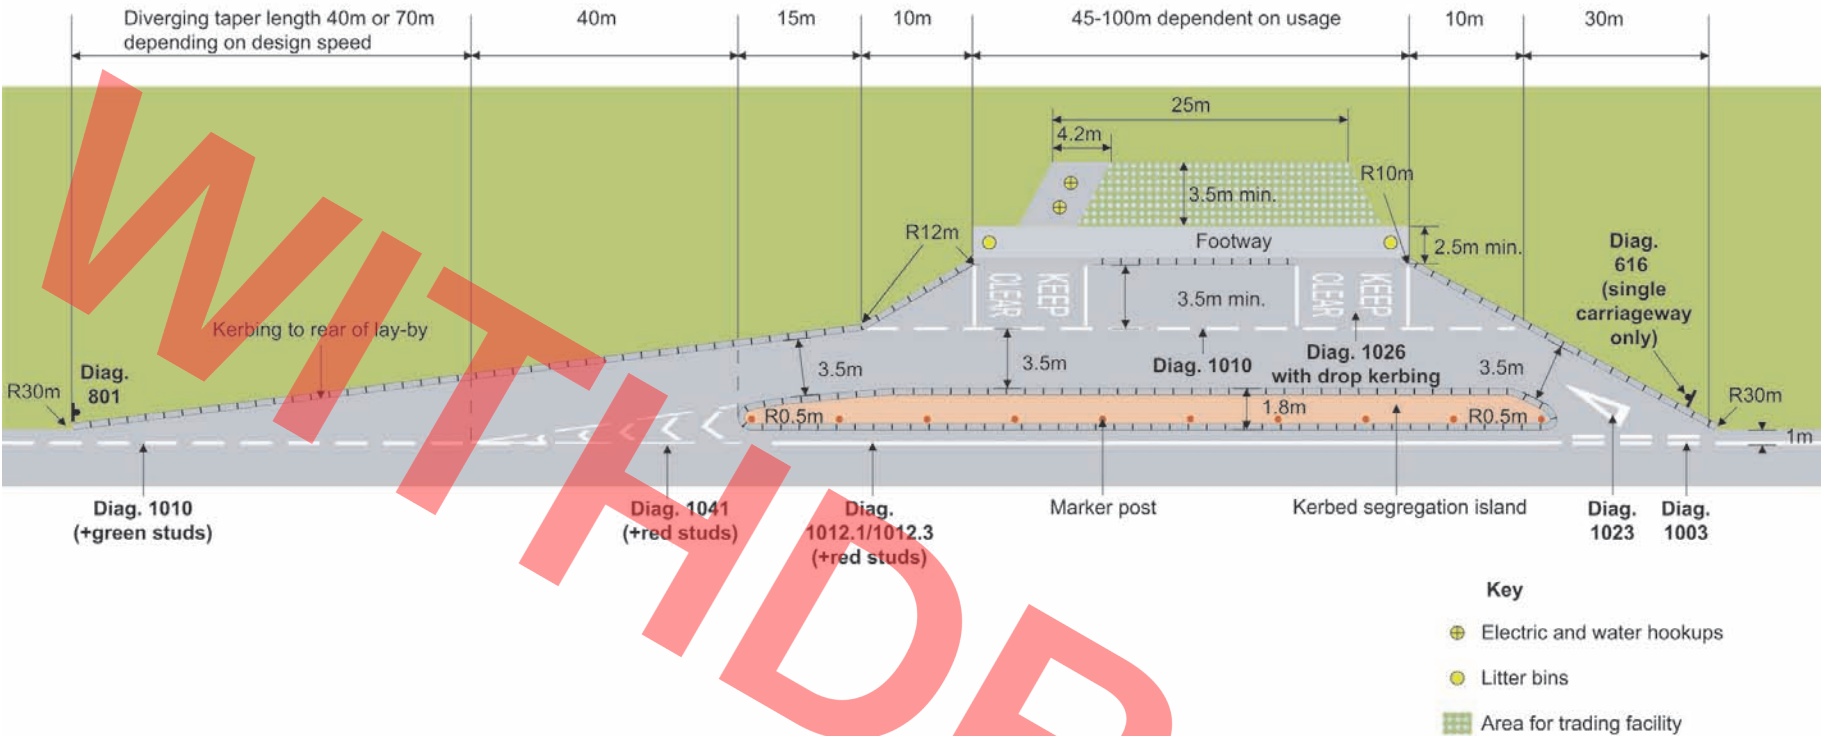 Diverging taper length 40m or 70m
depending on design speed
40m
15m
10m
45-100m dependent on usage
10m
30m
25m
4.2m
3.5m min.
R10m
R12m
Footway
2.5m min.
Diag.
616
(single
carriageway
only)
KEEP
CLEAR
3.5m min.
KEEP
CLEAR
Kerbing to rear of lay-by
Diag.
801
R30m
3.5m
3.5m
Diag. 1010
Diag. 1026
with drop kerbing
3.5m
R30m
R0.5m
1.8m
R0.5m
1m
Diag. 1010
(+green studs)
Diag. 1041
(+red studs)
Diag.
1012.1/1012.3
(+red studs)
Marker post
Kerbed segregation island
Diag.
1023
Diag.
1003
Key
Electric and water hookups
Litter bins
Area for trading facility